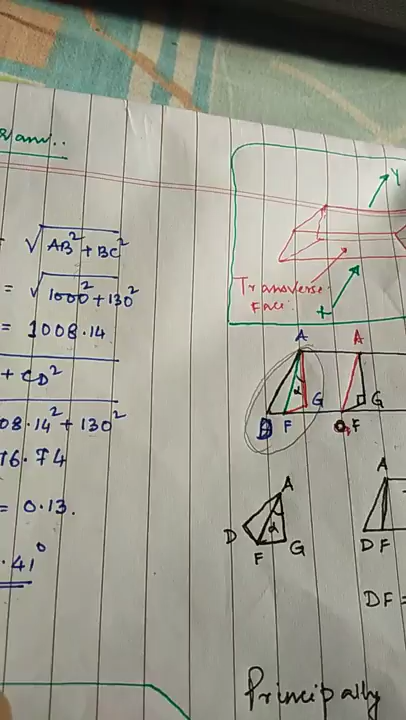 √AB² + BC²
= √1000² + 130²
= 1008.14
+ CD²
08.14² + 130²
76.74
= 0.13.
.41°
Y
Transverse
Face.
+
A
A
α
G
G
D F
F
A
D
α
F
G
A
D F
DF =
Principally